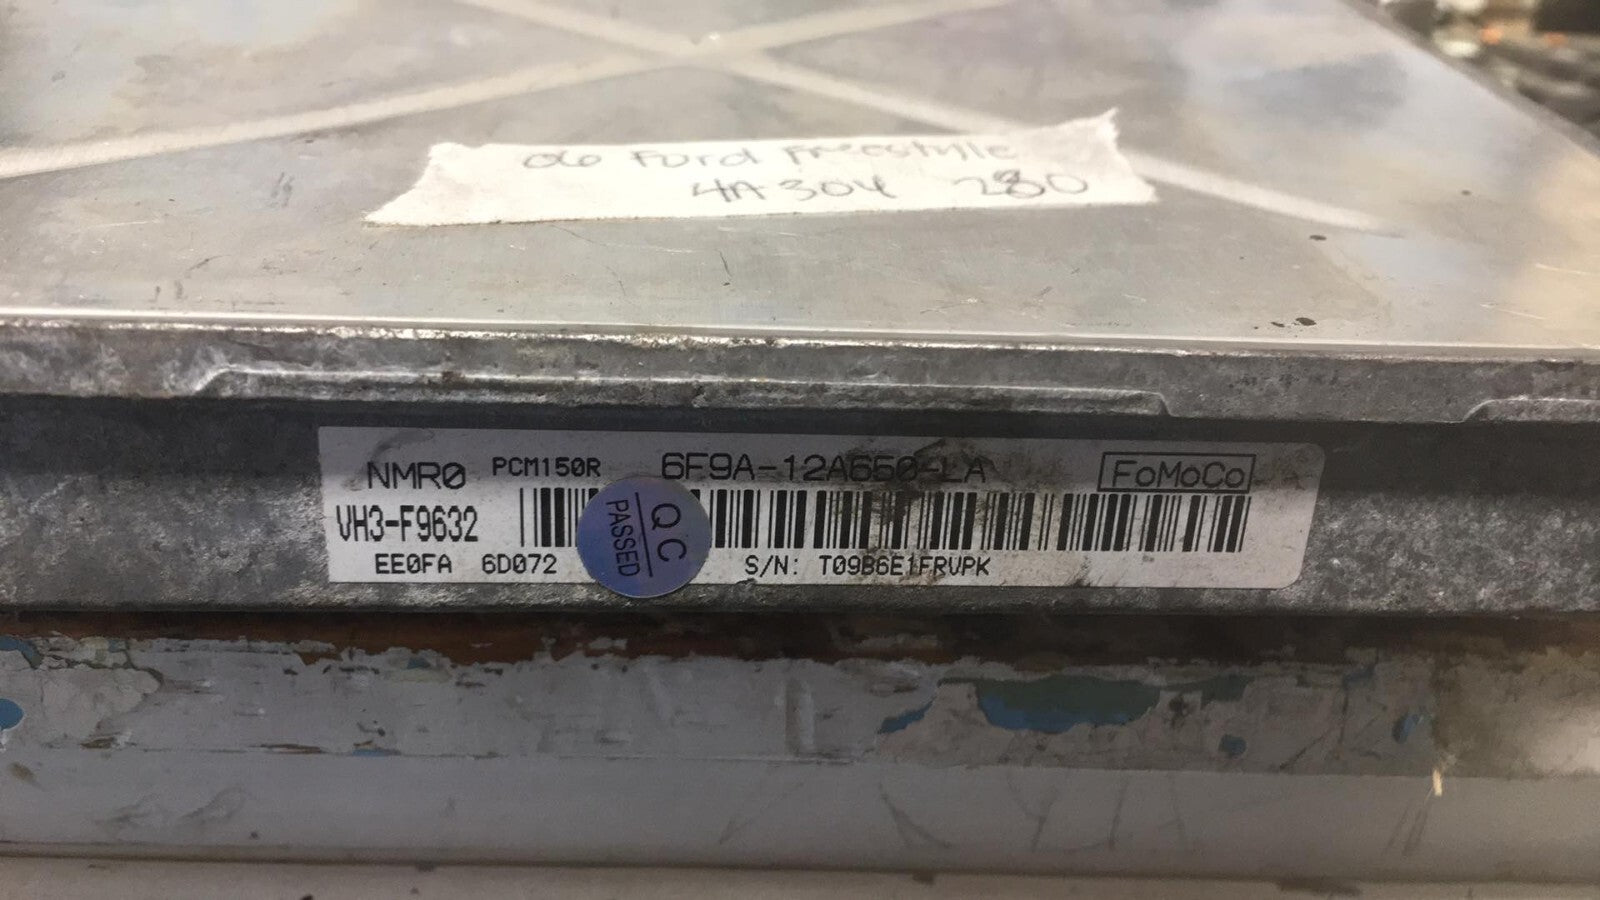 06 Ford Freestyle
4A304 280
NMR0 PCM150R 6F9A-12A650-LA FoMoCo
VH3-F9632
QC
PASSED
EE0FA 6D072 S/N: T09B6E1FRVPK